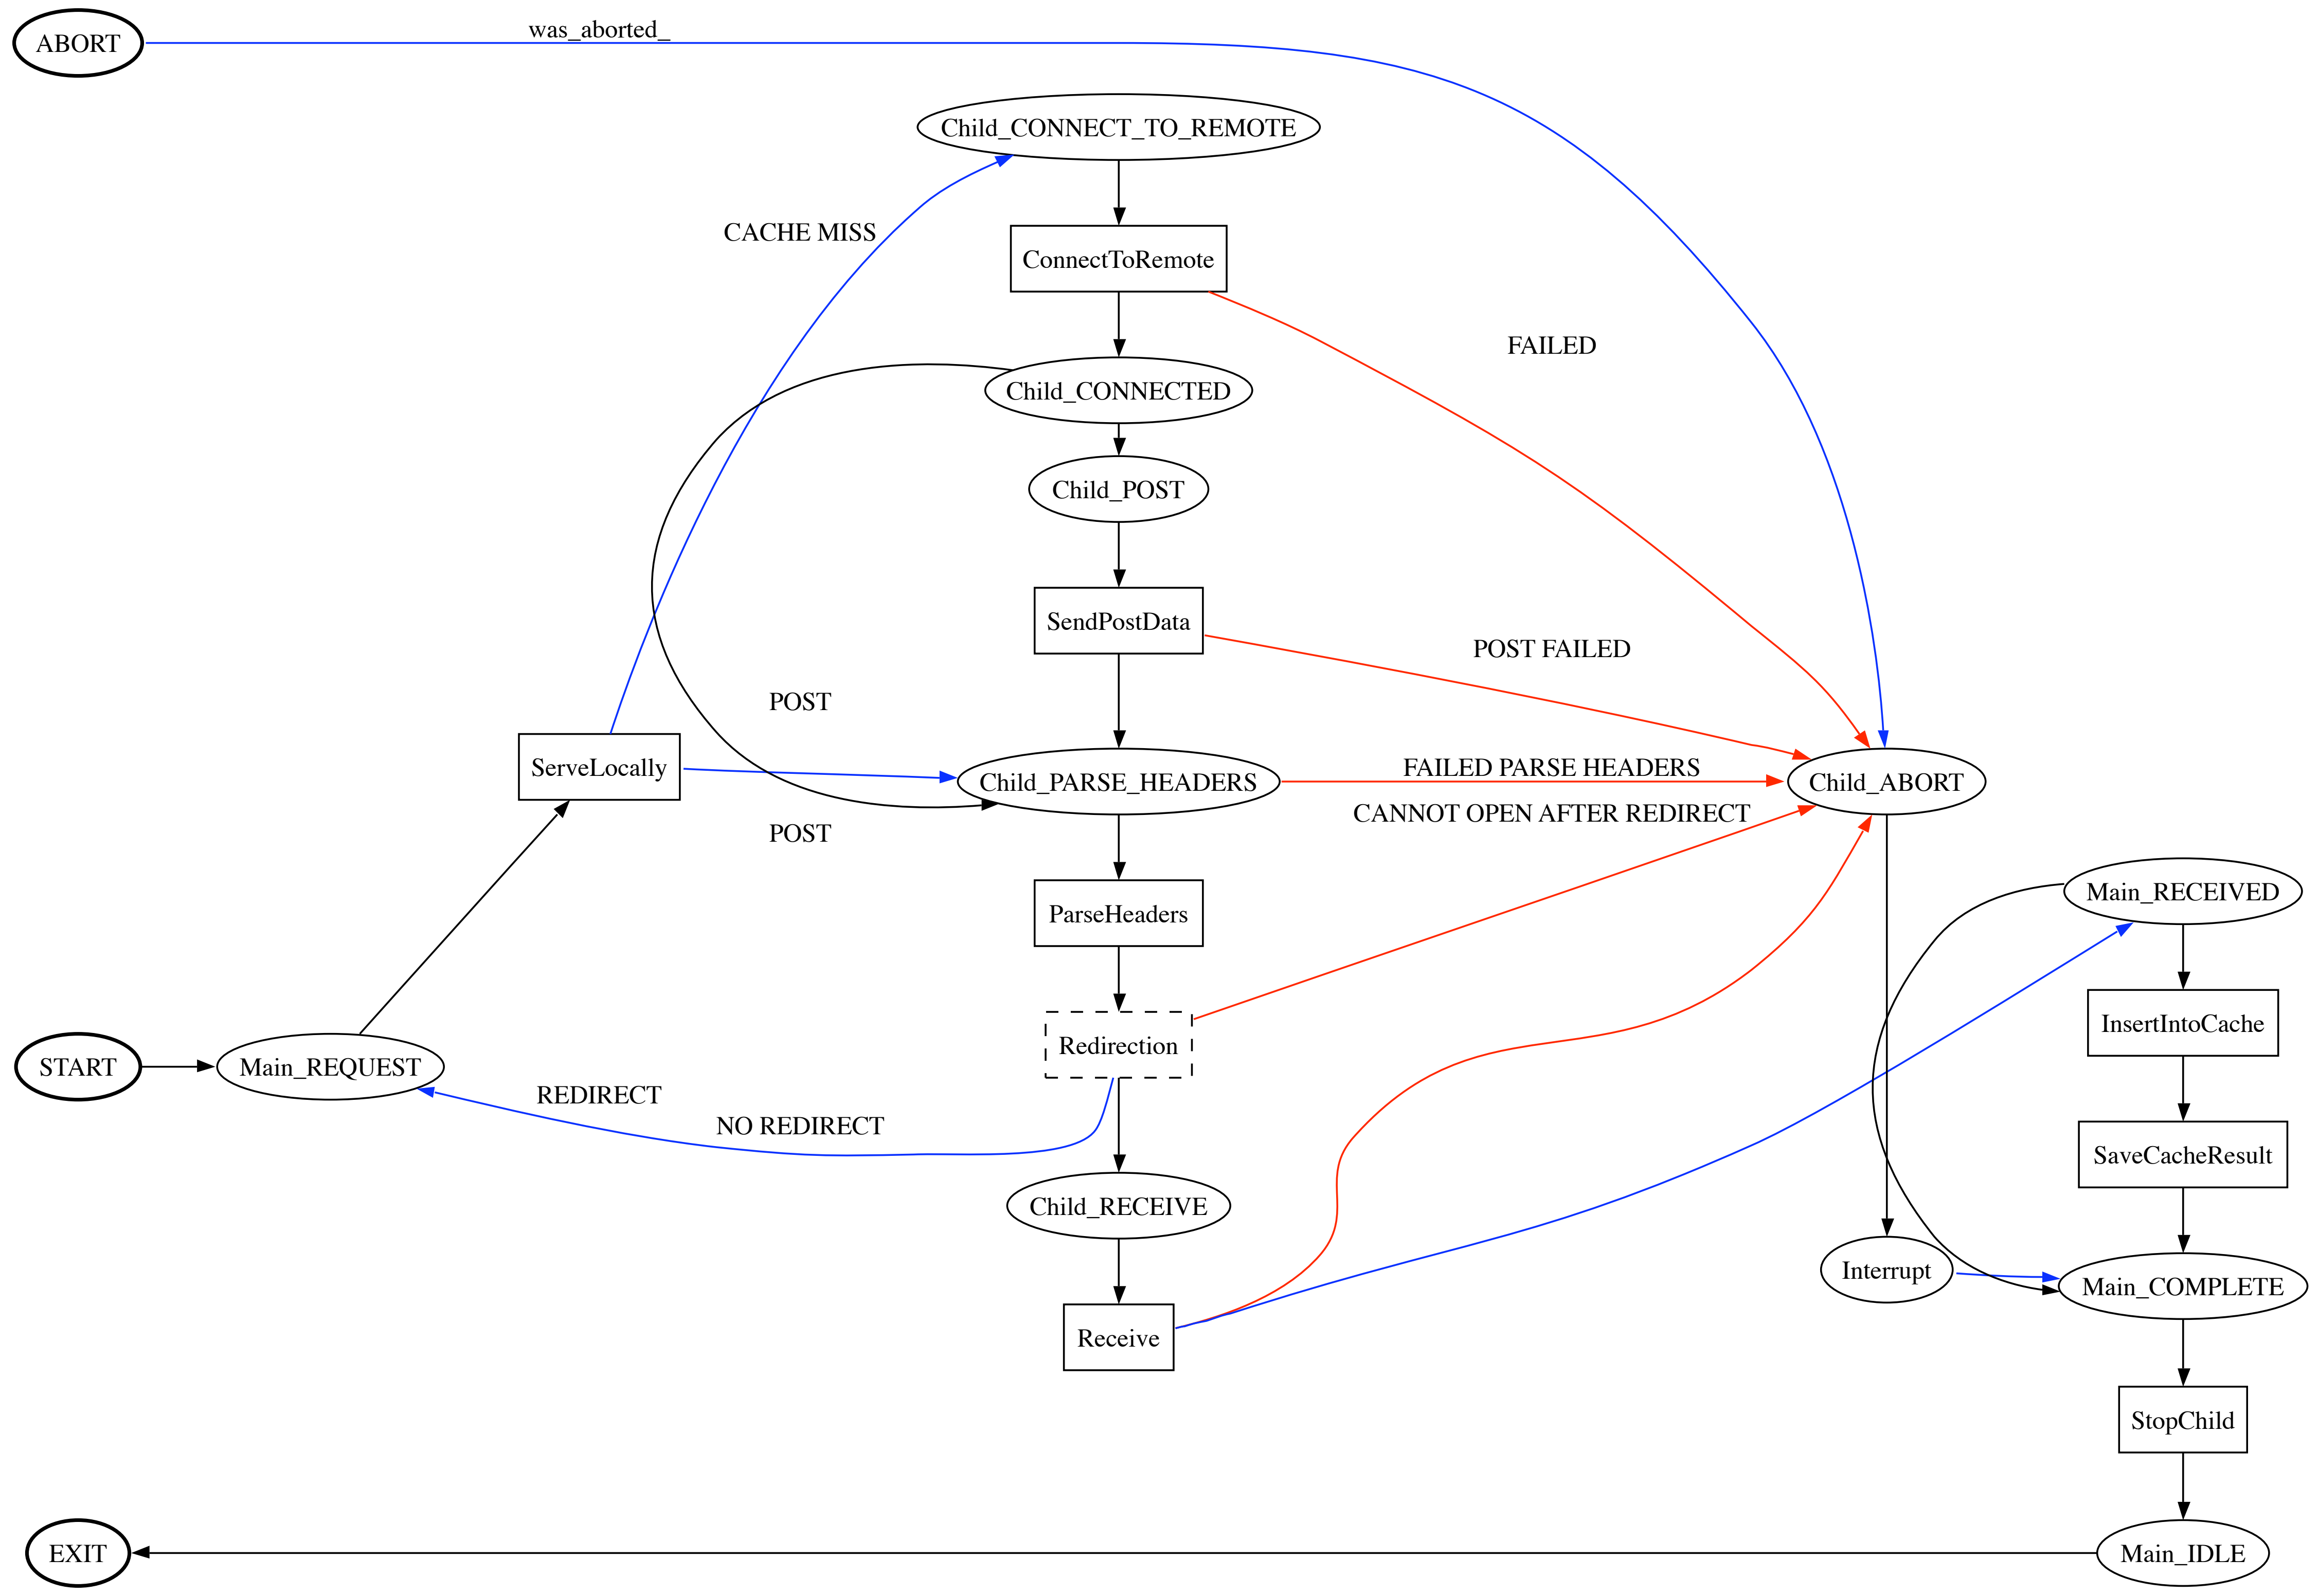 ABORT
was_aborted_
Child_CONNECT_TO_REMOTE
CACHE MISS
ConnectToRemote
FAILED
Child_CONNECTED
Child_POST
SendPostData
POST FAILED
POST
ServeLocally
Child_PARSE_HEADERS
FAILED PARSE HEADERS
Child_ABORT
CANNOT OPEN AFTER REDIRECT
POST
Main_RECEIVED
ParseHeaders
InsertIntoCache
Redirection
START
Main_REQUEST
REDIRECT
NO REDIRECT
SaveCacheResult
Child_RECEIVE
Interrupt
Main_COMPLETE
Receive
StopChild
EXIT
Main_IDLE